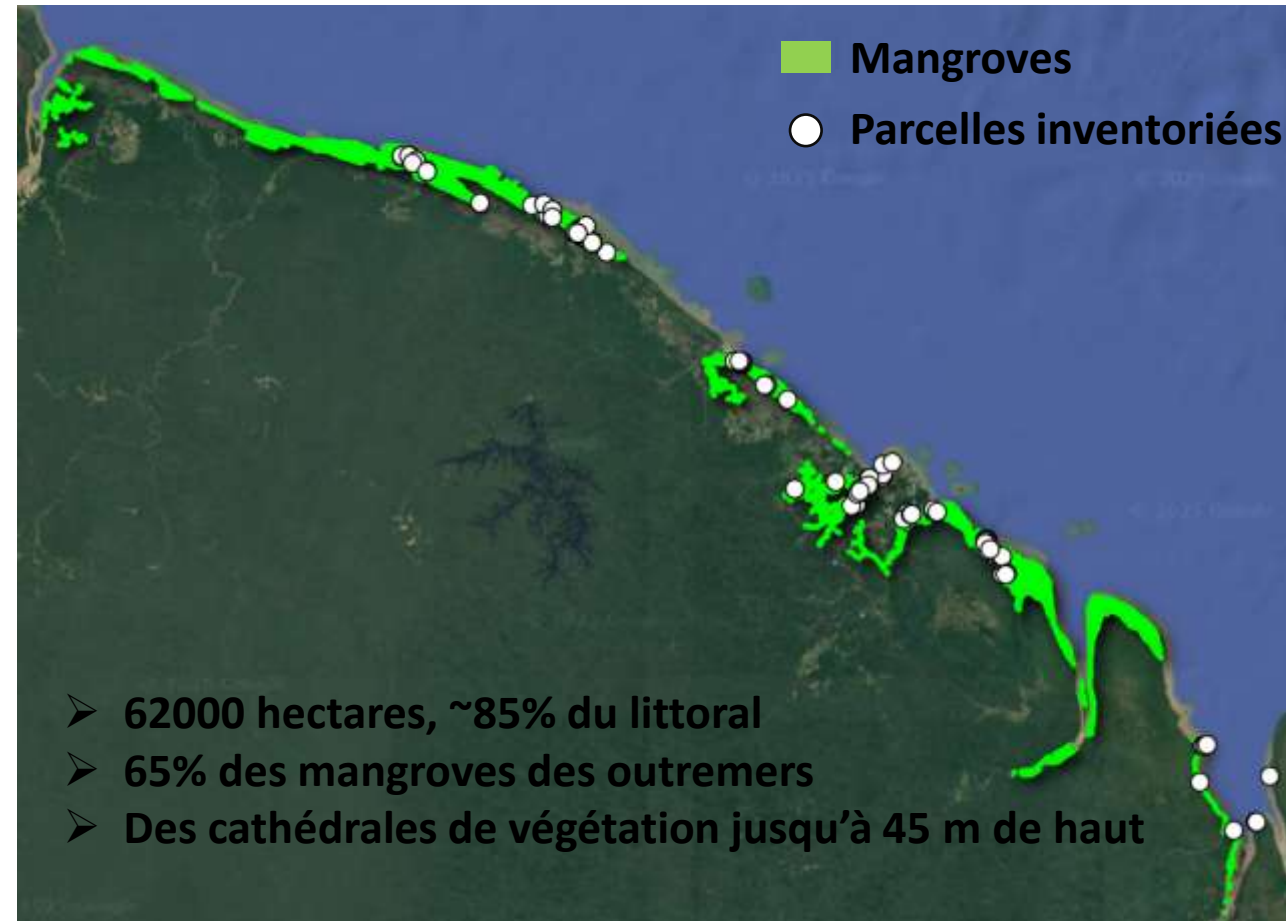 Mangroves
Parcelles inventoriées
➢ 62000 hectares, ~85% du littoral
➢ 65% des mangroves des outremers
➢ Des cathédrales de végétation jusqu’à 45 m de haut